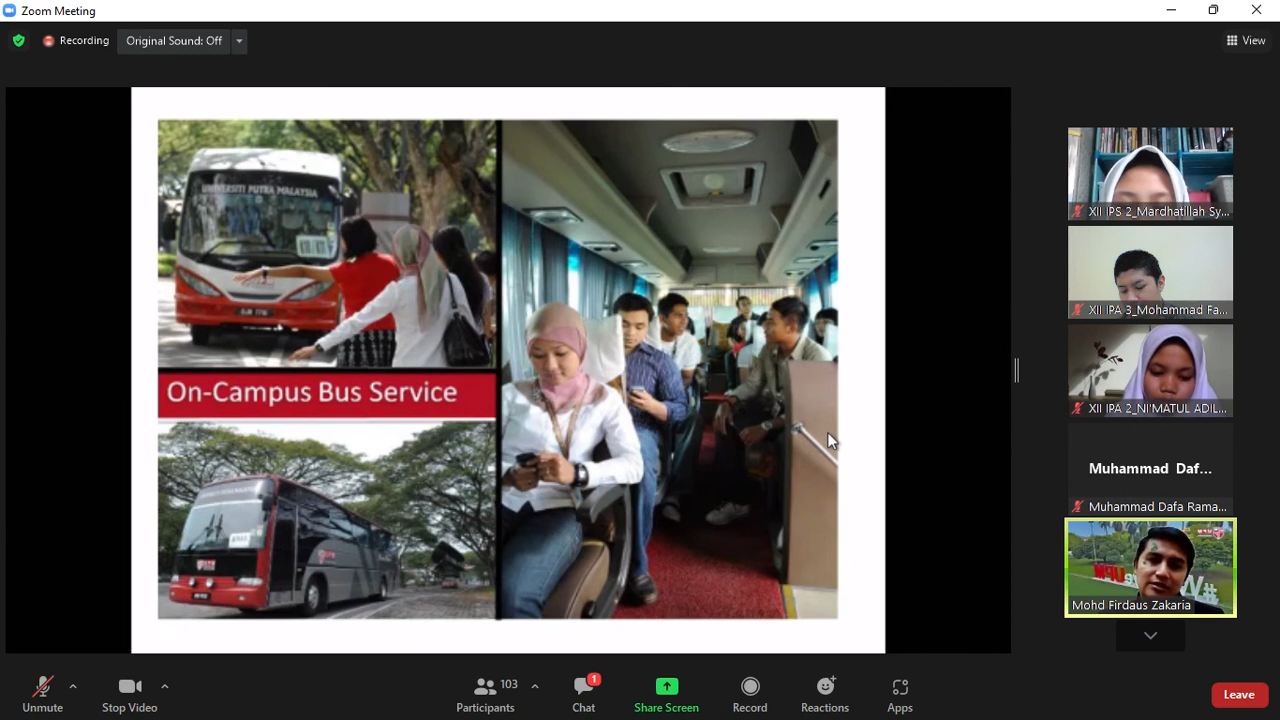 Zoom Meeting
Recording
Original Sound: Off
View
UNIVERSITI PUTRA MALAYSIA
On-Campus Bus Service
XII IPS 2_Mardhatillah Sy...
XII IPA 3_Mohammad Fa...
XII IPA 2_NI'MATUL ADIL...
Muhammad Daf...
Muhammad Dafa Rama...
Mohd Firdaus Zakaria
Unmute
Stop Video
103
Participants
1
Chat
Share Screen
Record
Reactions
Apps
Leave